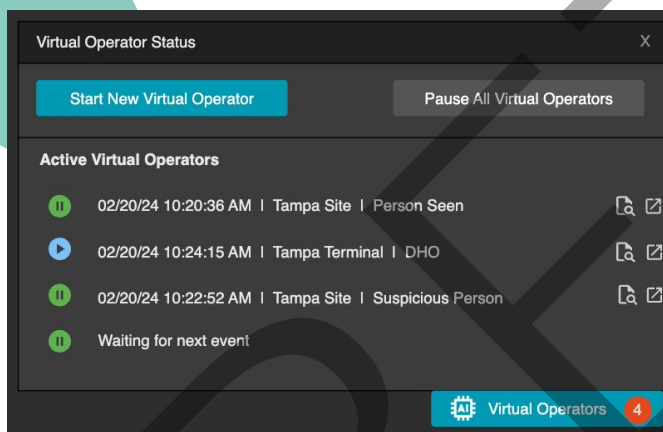 Virtual Operator Status X
Start New Virtual Operator Pause All Virtual Operators
Active Virtual Operators
02/20/24 10:20:36 AM | Tampa Site | Person Seen
02/20/24 10:24:15 AM | Tampa Terminal | DHO
02/20/24 10:22:52 AM | Tampa Site | Suspicious Person
Waiting for next event
AI Virtual Operators 4